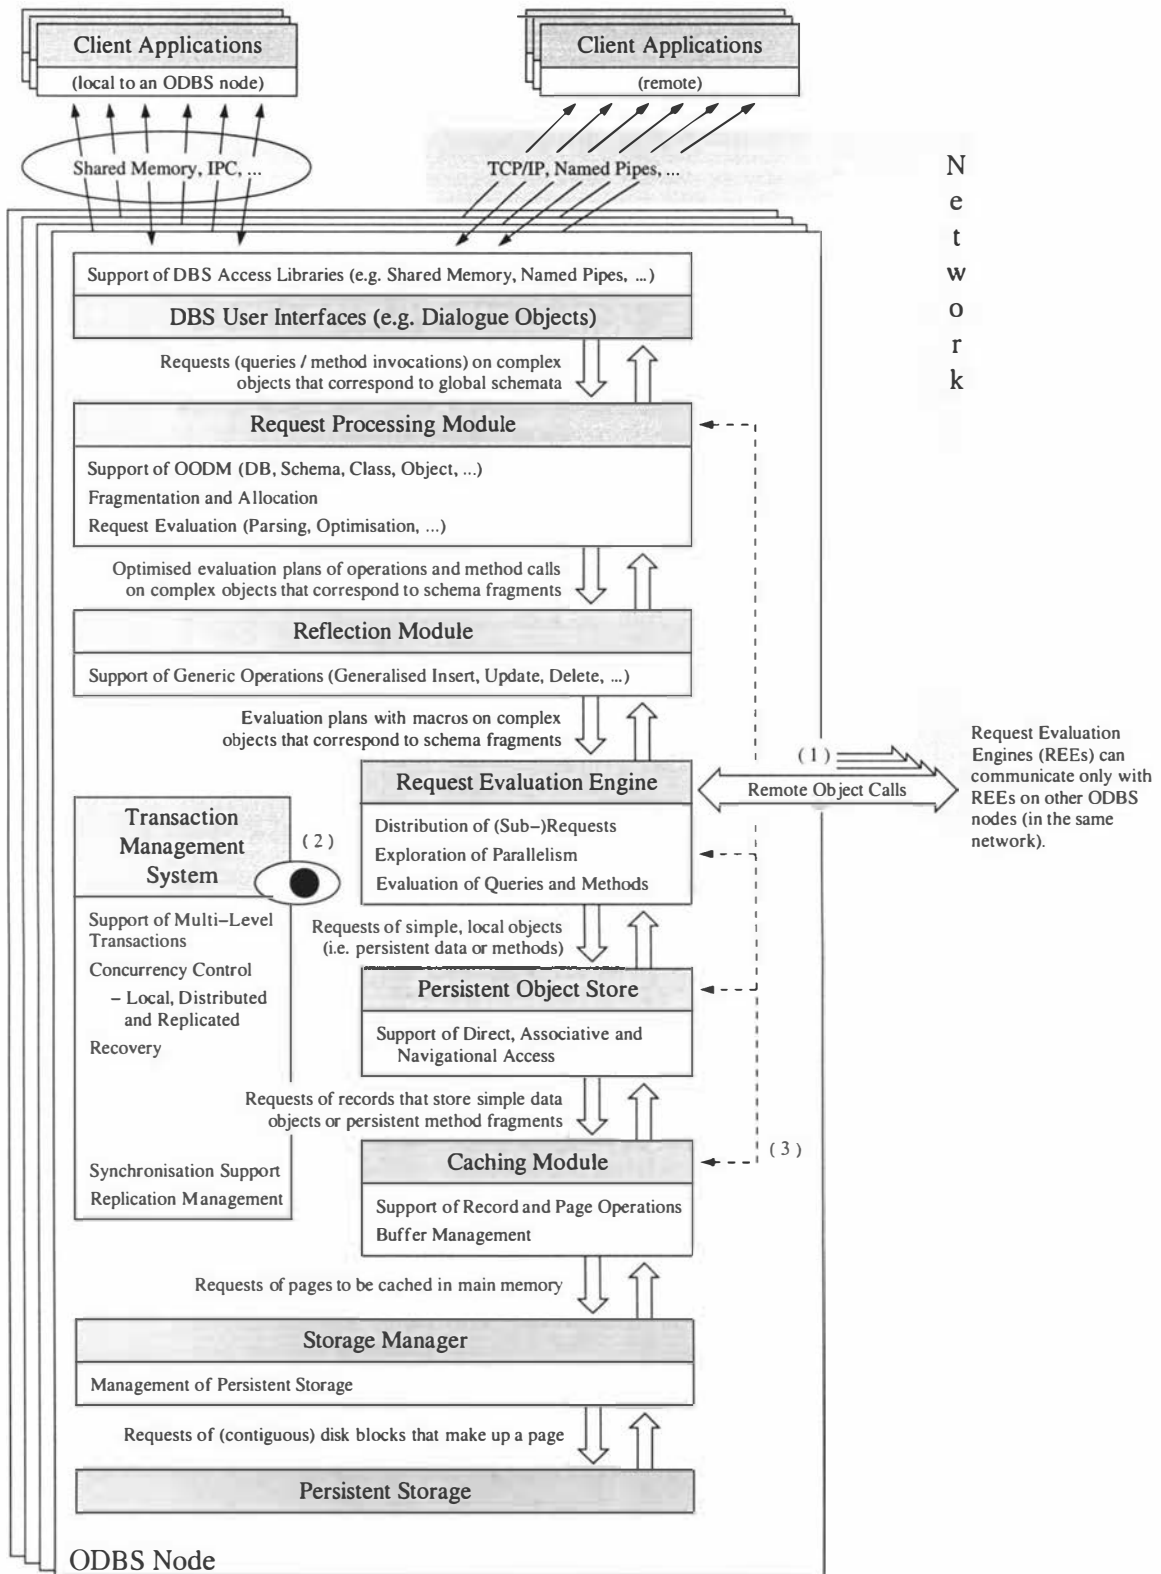 Client Applications
(local to an ODBS node)
Client Applications
(remote)
Shared Memory, IPC, ...
TCP/IP, Named Pipes, ...
N
e
t
w
o
r
k
Support of DBS Access Libraries (e.g. Shared Memory, Named Pipes, ...)
DBS User Interfaces (e.g. Dialogue Objects)
Requests (queries / method invocations) on complex
objects that correspond to global schemata
Request Processing Module
Support of OODM (DB, Schema, Class, Object, ...)
Fragmentation and Allocation
Request Evaluation (Parsing, Optimisation, ...)
Optimised evaluation plans of operations and method calls
on complex objects that correspond to schema fragments
Reflection Module
Support of Generic Operations (Generalised Insert, Update, Delete, ...)
Evaluation plans with macros on complex
objects that correspond to schema fragments
Request Evaluation Engine
Distribution of (Sub-)Requests
Exploration of Parallelism
Evaluation of Queries and Methods
(1)
Remote Object Calls
Request Evaluation
Engines (REEs) can
communicate only with
REEs on other ODBS
nodes (in the same
network).
Transaction
Management
System
(2)
Support of Multi-Level
Transactions
Concurrency Control
- Local, Distributed
and Replicated
Recovery
Synchronisation Support
Replication Management
Requests of simple, local objects
(i.e. persistent data or methods)
Persistent Object Store
Support of Direct, Associative and
Navigational Access
Requests of records that store simple data
objects or persistent method fragments
(3)
Caching Module
Support of Record and Page Operations
Buffer Management
Requests of pages to be cached in main memory
Storage Manager
Management of Persistent Storage
Requests of (contiguous) disk blocks that make up a page
Persistent Storage
ODBS Node